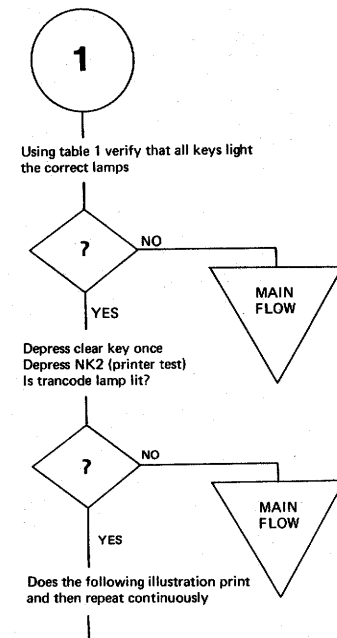 1
Using table 1 verify that all keys light
the correct lamps
?
NO
MAIN
FLOW
YES
Depress clear key once
Depress NK2 (printer test)
Is trancode lamp lit?
?
NO
MAIN
FLOW
YES
Does the following illustration print
and then repeat continuously